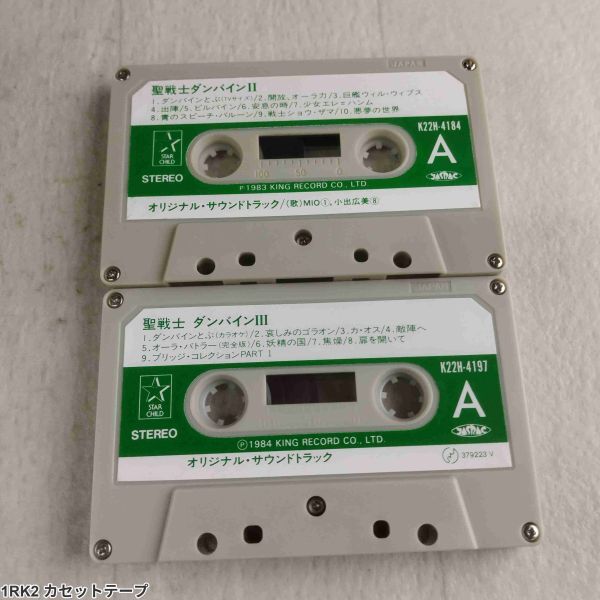 JAPAN
聖戦士ダンバインII
1. ダンバインとぶ(TVサイズ)/2. 開放、オーラ力/3. 巨艦ウィル・ウィプス
4. 出陣/5. ビルバイン/6. 安息の時/7. 少女エレ=ハンム
8. 青のスピーチ・バルーン/9. 戦士ショウ・ザマ/10. 悪夢の世界
K22H-4184
STAR CHILD
STEREO
100 50 0
A
JASRAC
Ⓟ1983 KING RECORD CO., LTD.
オリジナル・サウンドトラック/(歌)MIO①, 小出広美⑧
JAPAN
聖戦士 ダンバインIII
1. ダンバインとぶ(カラオケ)/2. 哀しみのゴラオン/3. カ・オス/4. 敵陣へ
5. オーラ・バトラー(完全版)/6. 妖精の国/7. 焦燥/8. 扉を開いて
9. ブリッジ・コレクションPART 1
K22H-4197
STAR CHILD
STEREO
A
JASRAC
Ⓟ1984 KING RECORD CO., LTD.
オリジナル・サウンドトラック
379223 V
1RK2 カセットテープ